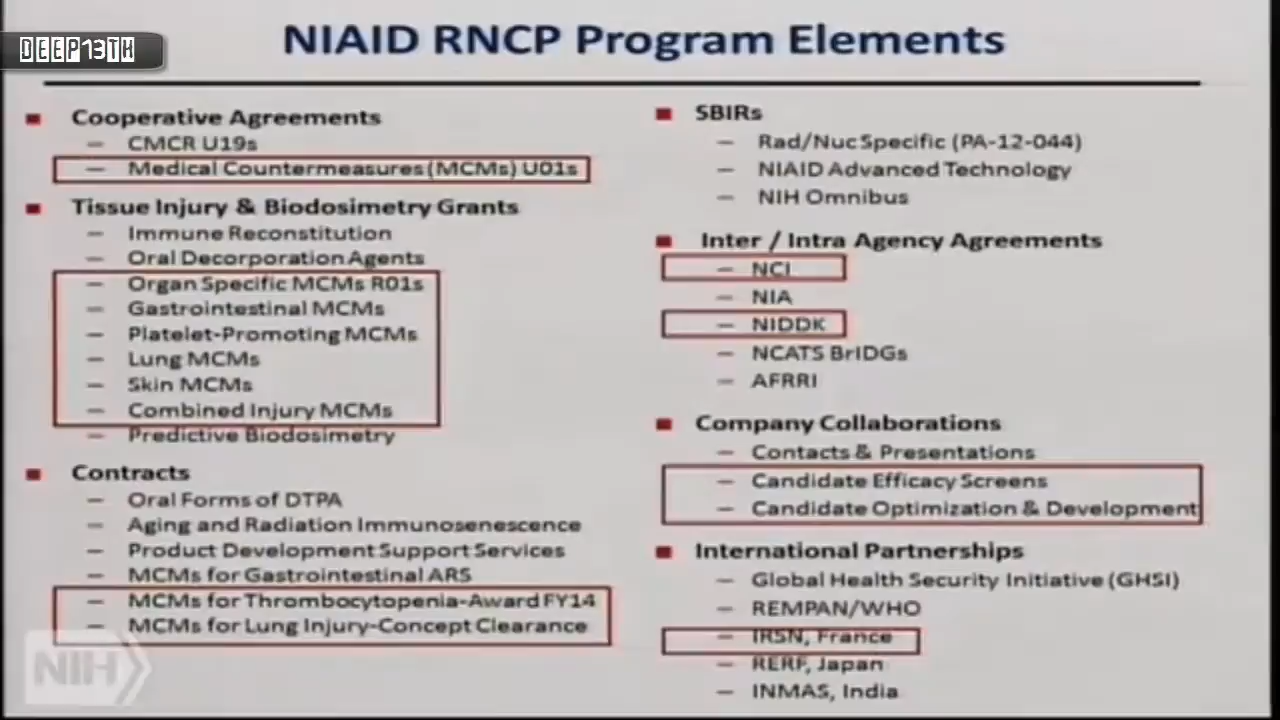 DEEP13TH
NIAID RNCP Program Elements
Cooperative Agreements
– CMCR U19s
– Medical Countermeasures (MCMs) U01s
Tissue Injury & Biodosimetry Grants
– Immune Reconstitution
– Oral Decorporation Agents
– Organ Specific MCMs R01s
– Gastrointestinal MCMs
– Platelet-Promoting MCMs
– Lung MCMs
– Skin MCMs
– Combined Injury MCMs
– Predictive Biodosimetry
Contracts
– Oral Forms of DTPA
– Aging and Radiation Immunosenescence
– Product Development Support Services
– MCMs for Gastrointestinal ARS
– MCMs for Thrombocytopenia-Award FY14
– MCMs for Lung Injury-Concept Clearance
SBIRs
– Rad/Nuc Specific (PA-12-044)
– NIAID Advanced Technology
– NIH Omnibus
Inter / Intra Agency Agreements
– NCI
– NIA
– NIDDK
– NCATS BrIDGs
– AFRRI
Company Collaborations
– Contacts & Presentations
– Candidate Efficacy Screens
– Candidate Optimization & Development
International Partnerships
– Global Health Security Initiative (GHSI)
– REMPAN/WHO
– IRSN, France
– RERF, Japan
– INMAS, India
NIH